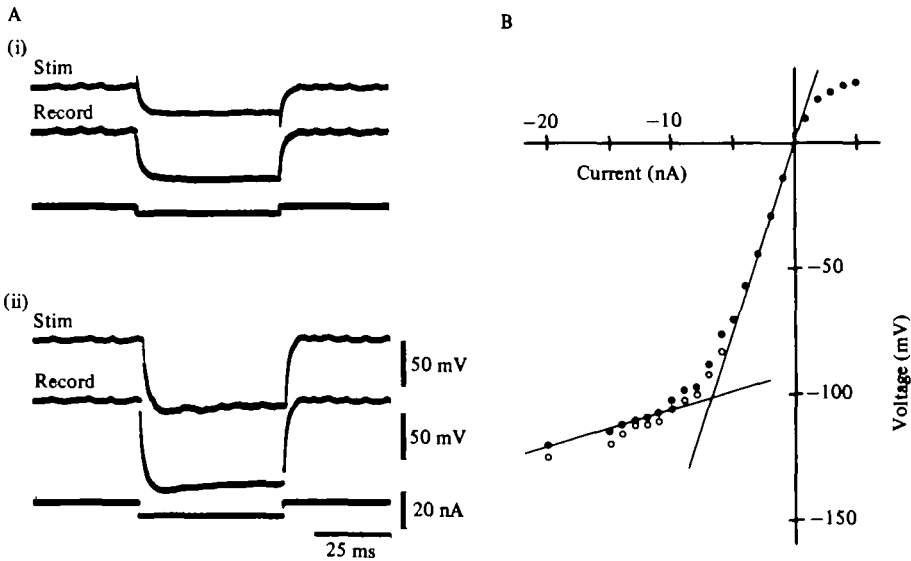 A
(i)
Stim
Record
(ii)
Stim
50 mV
Record
50 mV
20 nA
25 ms
B
−20
−10
Current (nA)
−50
−100
−150
Voltage (mV)